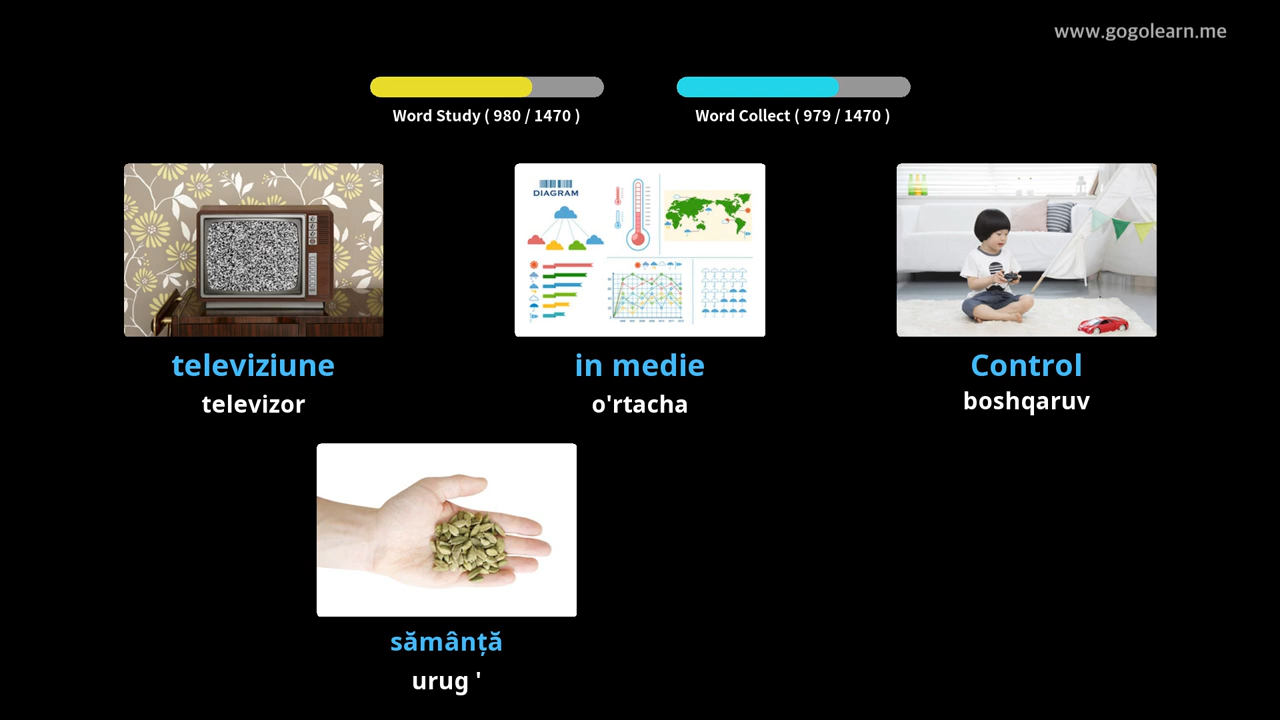 www.gogolearn.me
Word Study ( 980 / 1470 )
Word Collect ( 979 / 1470 )
DIAGRAM
televiziune
televizor
in medie
o'rtacha
Control
boshqaruv
sămânță
urug '